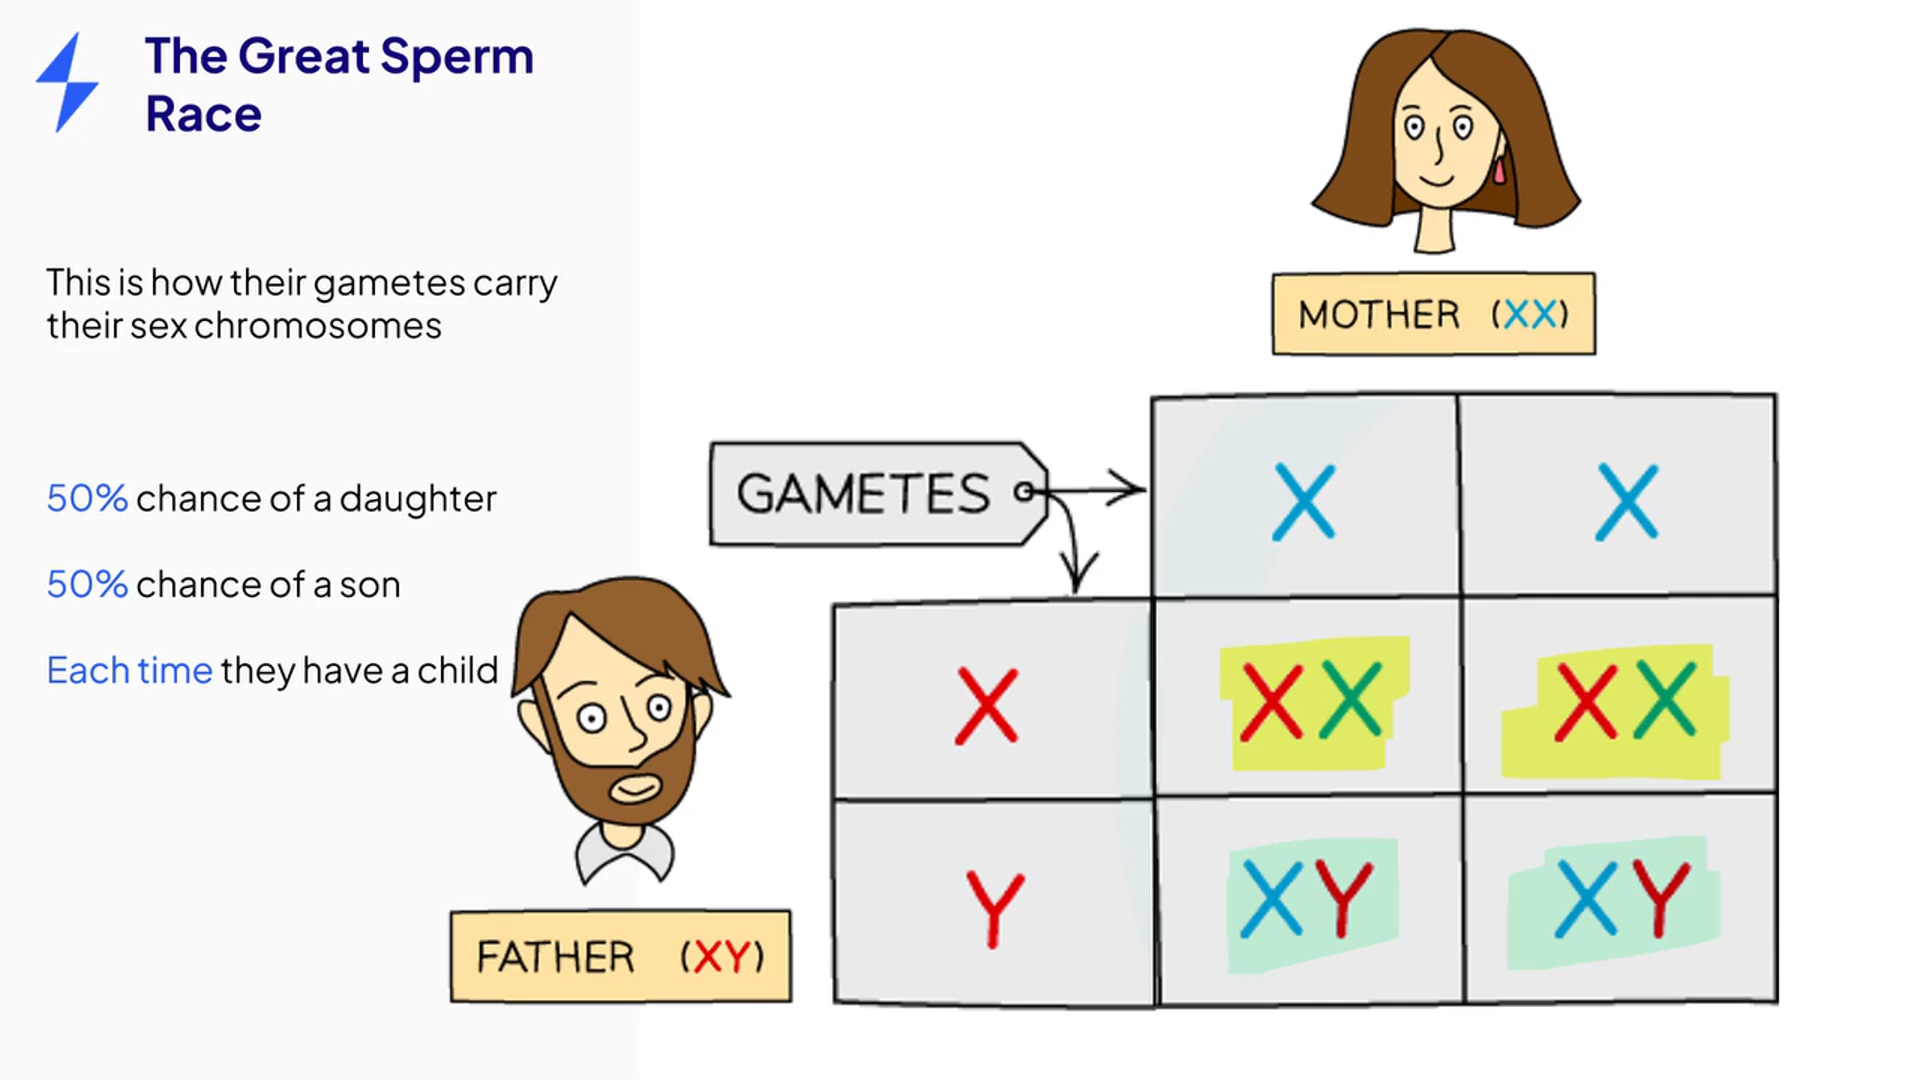 The Great Sperm
Race
This is how their gametes carry
their sex chromosomes
50% chance of a daughter
50% chance of a son
Each time they have a child
MOTHER (XX)
GAMETES
X X
X XX XX
Y XY XY
FATHER (XY)